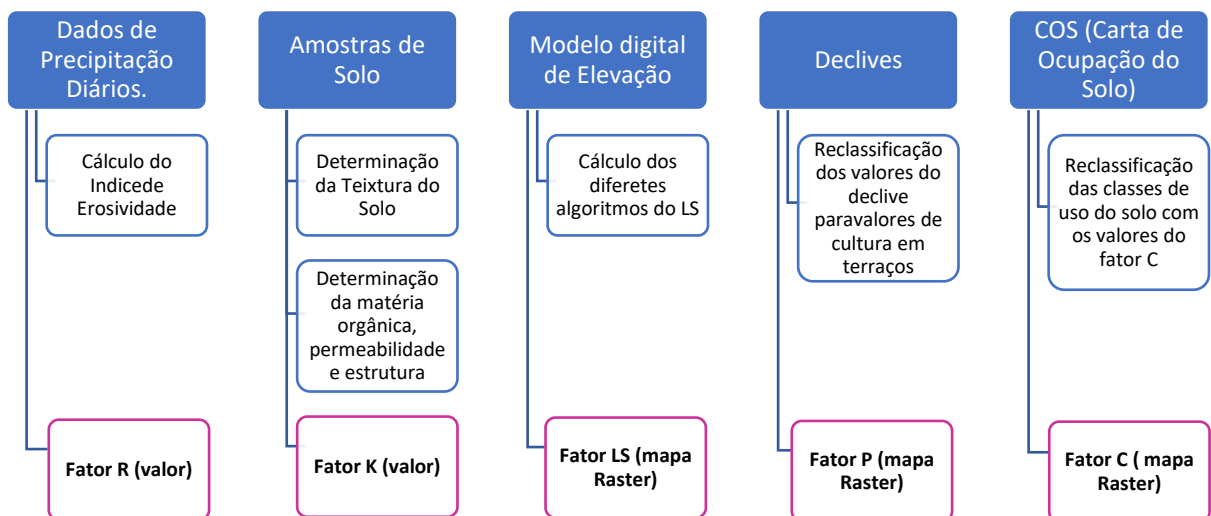 Dados de
Precipitação
Diários.
Cálculo do
Indicede
Erosividade
Fator R (valor)
Amostras de
Solo
Determinação
da Teixtura do
Solo
Determinação
da matéria
orgânica,
permeabilidade
e estrutura
Fator K (valor)
Modelo digital
de Elevação
Cálculo dos
diferetes
algoritmos do LS
Fator LS (mapa
Raster)
Declives
Reclassificação
dos valores do
declive
paravalores de
cultura em
terraços
Fator P (mapa
Raster)
COS (Carta de
Ocupação do
Solo)
Reclassificação
das classes de
uso do solo com
os valores do
fator C
Fator C ( mapa
Raster)